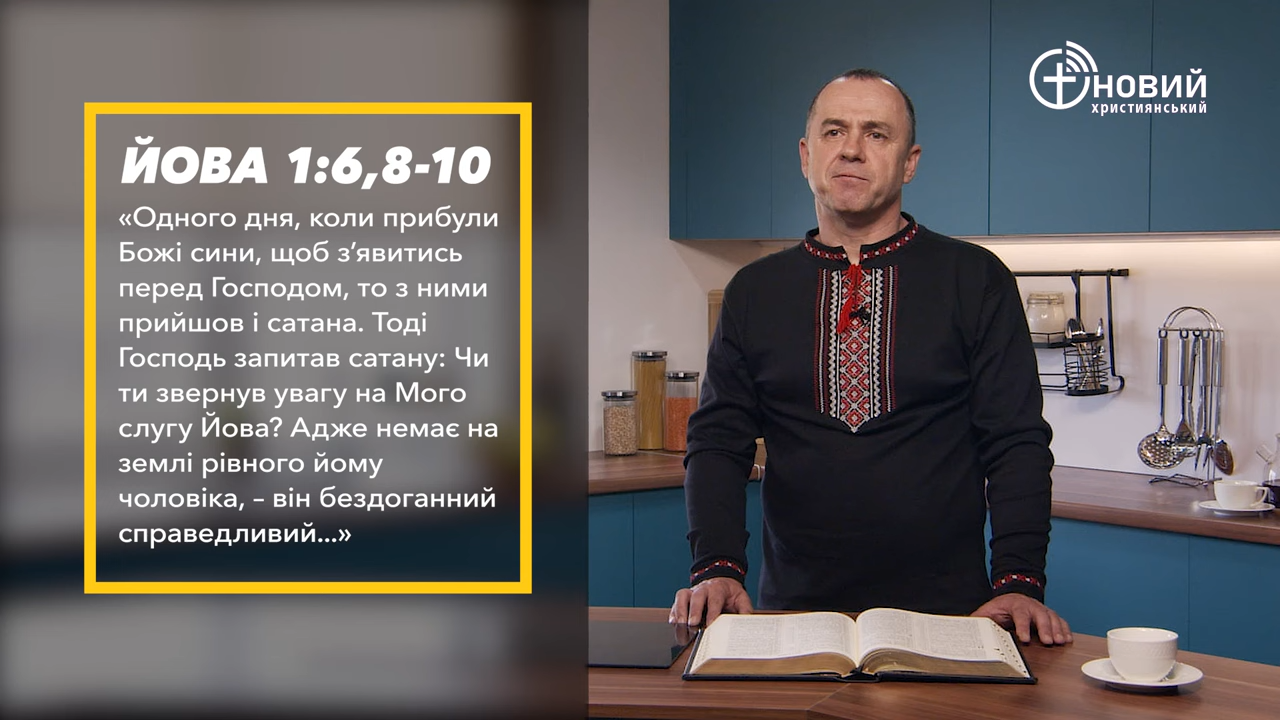 ЙОВА 1:6,8-10
«Одного дня, коли прибули
Божі сини, щоб з’явитись
перед Господом, то з ними
прийшов і сатана. Тоді
Господь запитав сатану: Чи
ти звернув увагу на Мого
слугу Йова? Адже немає на
землі рівного йому
чоловіка, – він бездоганний
справедливий...»
НОВИЙ
християнський